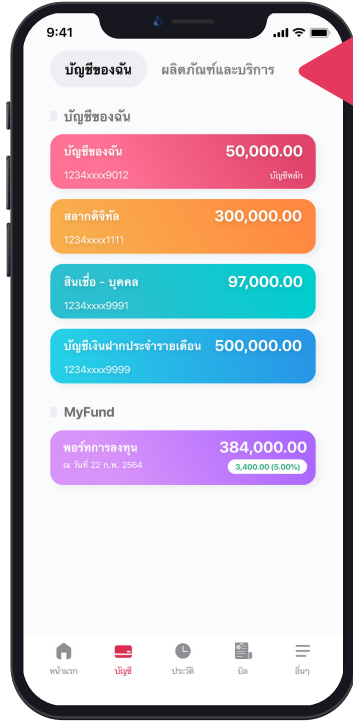 9:41
บัญชีของฉัน ผลิตภัณฑ์และบริการ
บัญชีของฉัน
บัญชีของฉัน 50,000.00
1234xxxx9012 บัญชีหลัก
สลากดิจิทัล 300,000.00
1234xxxx1111
สินเชื่อ - บุคคล 97,000.00
1234xxxx9991
บัญชีเงินฝากประจำรายเดือน 500,000.00
1234xxxx9999
MyFund
พอร์ทการลงทุน 384,000.00
ณ วันที่ 22 ก.พ. 2564 3,400.00 (5.00%)
หน้าแรก บัญชี ประวัติ บิล อื่นๆ